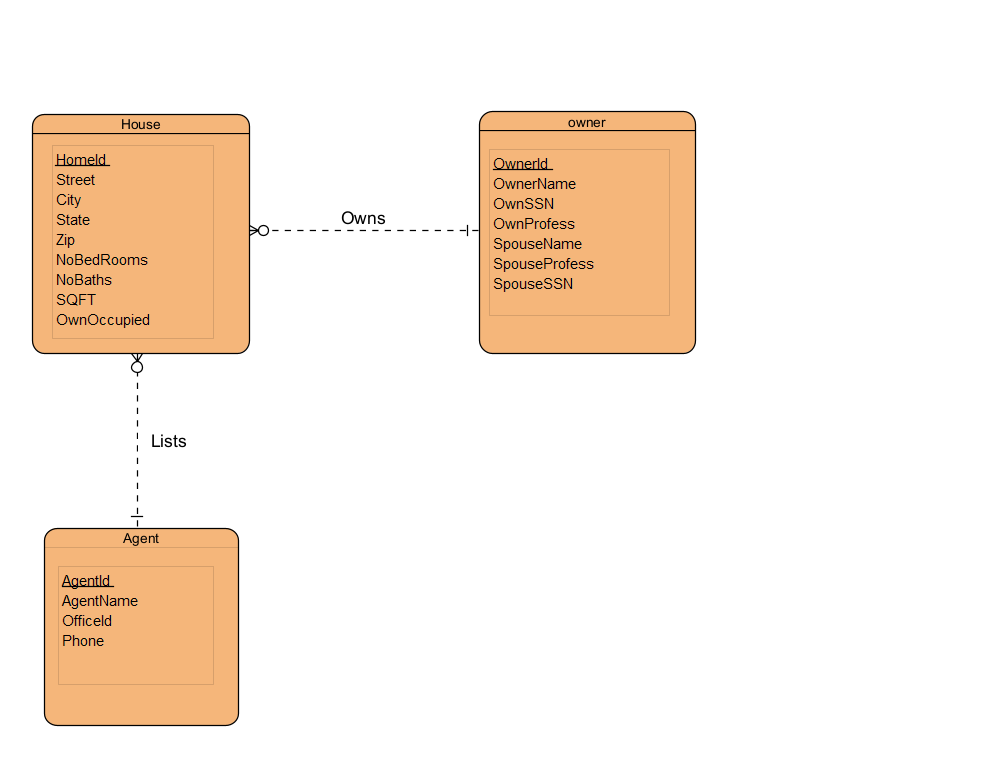 House
HomeId
Street
City
State
Zip
NoBedRooms
NoBaths
SQFT
OwnOccupied
Owns
owner
OwnerId
OwnerName
OwnSSN
OwnProfess
SpouseName
SpouseProfess
SpouseSSN
Lists
Agent
AgentId
AgentName
OfficeId
Phone